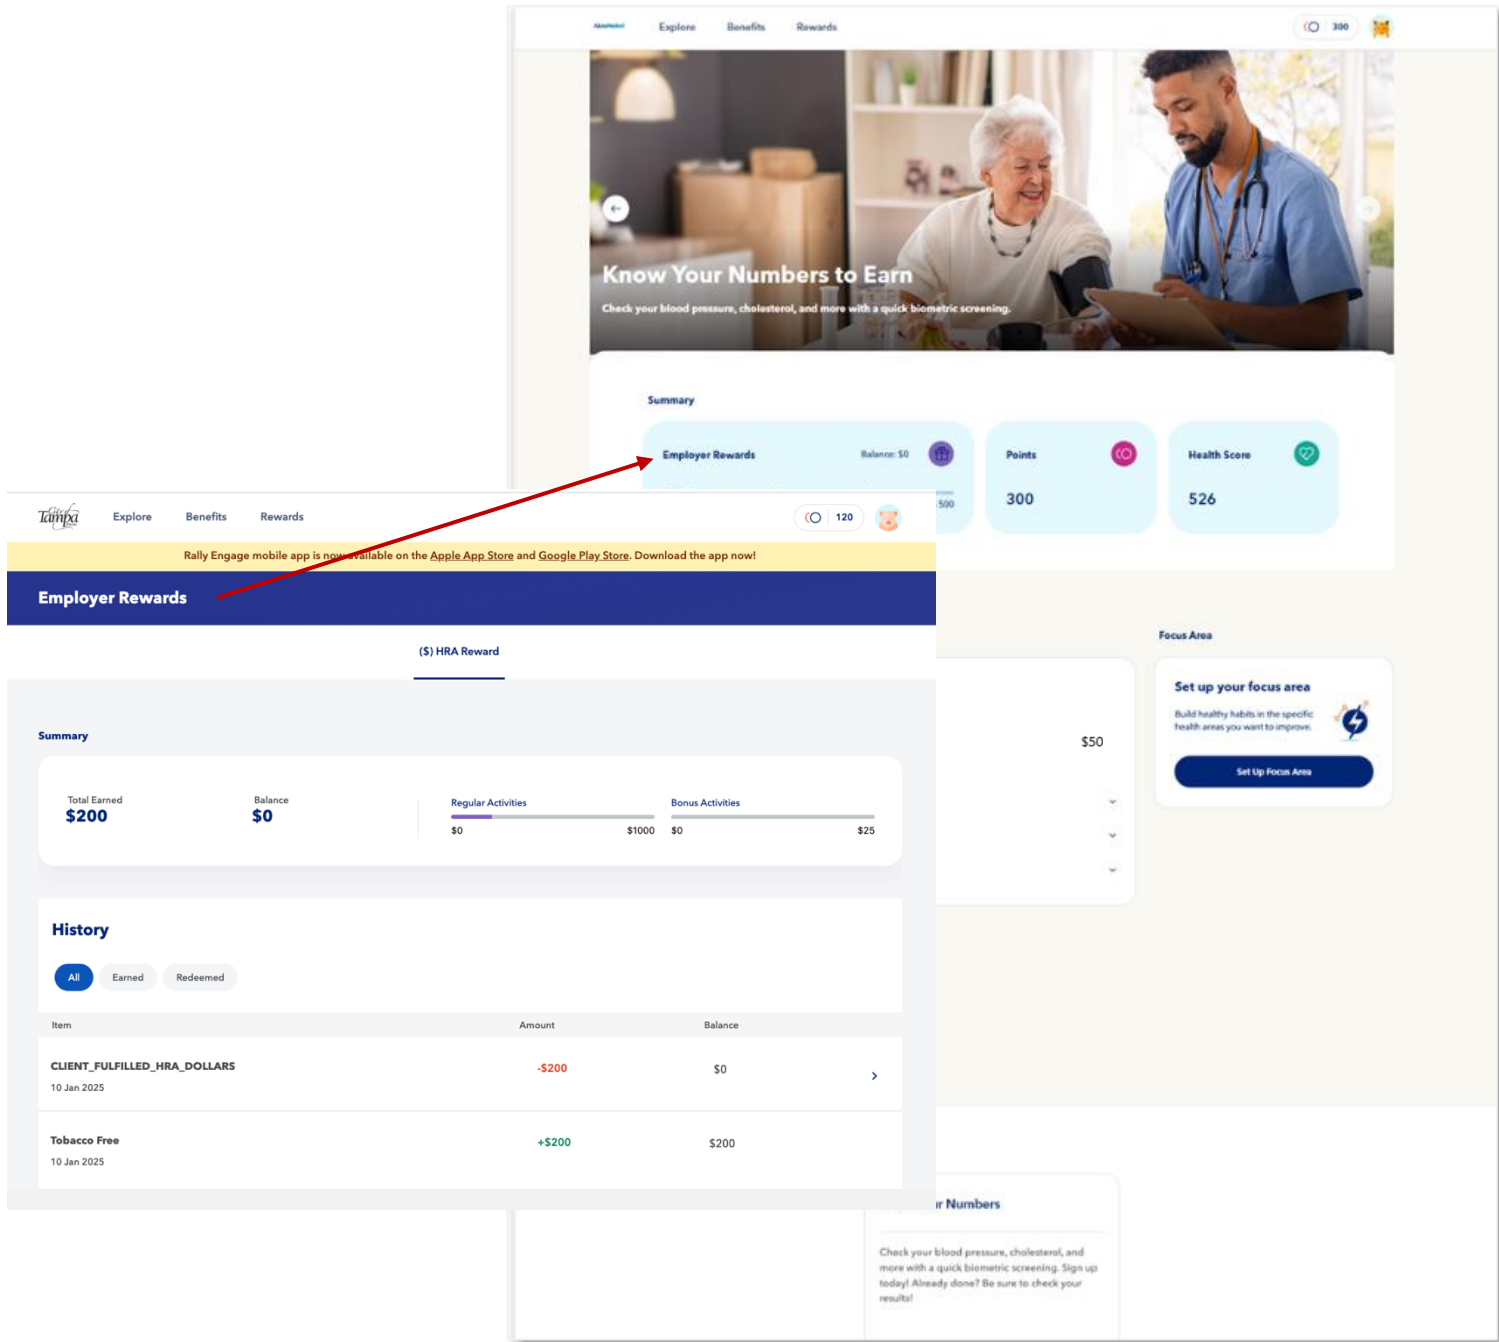 Explore Benefits Rewards 300
Know Your Numbers to Earn
Check your blood pressure, cholesterol, and more with a quick biometric screening.
Summary
Employer Rewards Balance: $0
500
Points
300
Health Score
526
City of Tampa Explore Benefits Rewards 120
Rally Engage mobile app is now available on the Apple App Store and Google Play Store. Download the app now!
Employer Rewards
($) HRA Reward
Summary
Total Earned
$200
Balance
$0
Regular Activities
$0 $1000
Bonus Activities
$0 $25
History
All Earned Redeemed
Item Amount Balance
CLIENT_FULFILLED_HRA_DOLLARS -$200 $0
10 Jan 2025
Tobacco Free +$200 $200
10 Jan 2025
$50
Focus Area
Set up your focus area
Build healthy habits in the specific
health areas you want to improve.
Set Up Focus Area
r Numbers
Check your blood pressure, cholesterol, and
more with a quick biometric screening. Sign up
today! Already done? Be sure to check your
results!